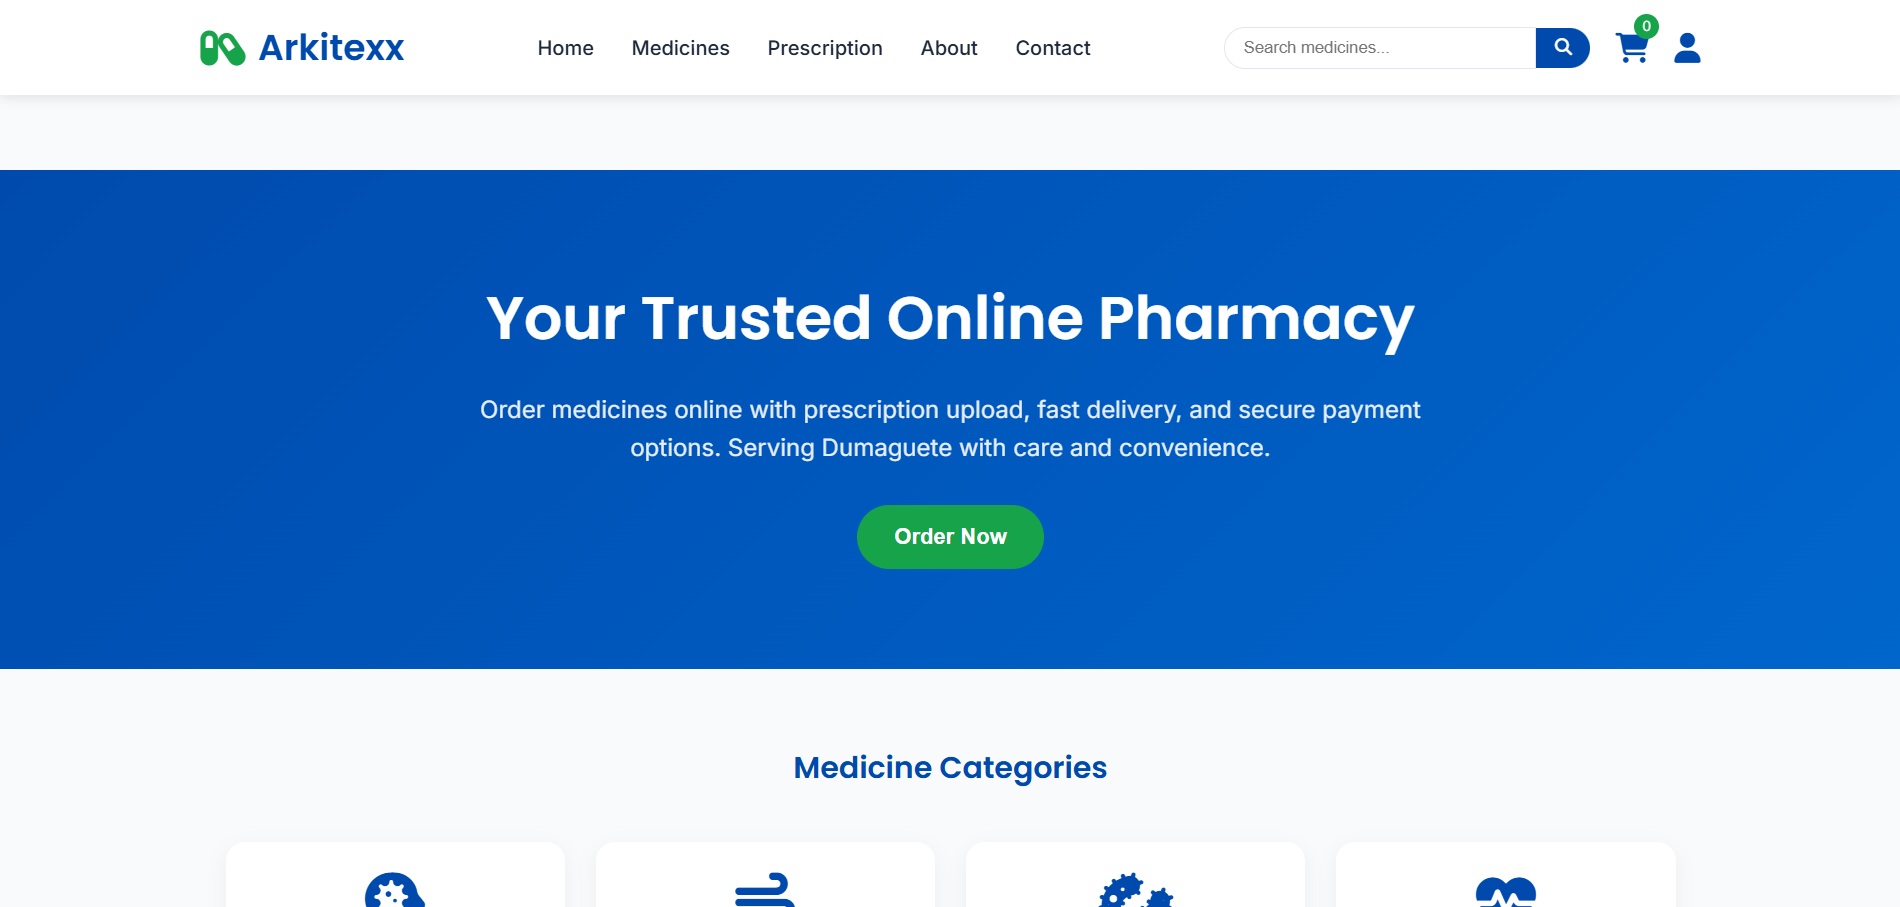 Arkitexx
Home
Medicines
Prescription
About
Contact
Search medicines...
0
Your Trusted Online Pharmacy
Order medicines online with prescription upload, fast delivery, and secure payment
options. Serving Dumaguete with care and convenience.
Order Now
Medicine Categories